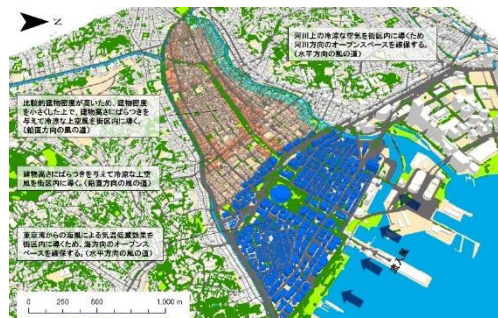 N
河川上の冷涼な空気を街区内に導くため
河川方向のオープンスペースを確保する。
(水平方向の風の道)
比較的建物密度が高いため、建物密度
を小さくした上で、建物高さにばらつきを
与えて冷涼な上空風を街区内に導く。
(鉛直方向の風の道)
建物高さにばらつきを与えて冷涼な上空
風を街区内に導く。(鉛直方向の風の道)
東京湾からの海風による気温低減効果を
街区内に導くため、海方向のオープンス
ペースを確保する。(水平方向の風の道)
0 250 500 1,000 m